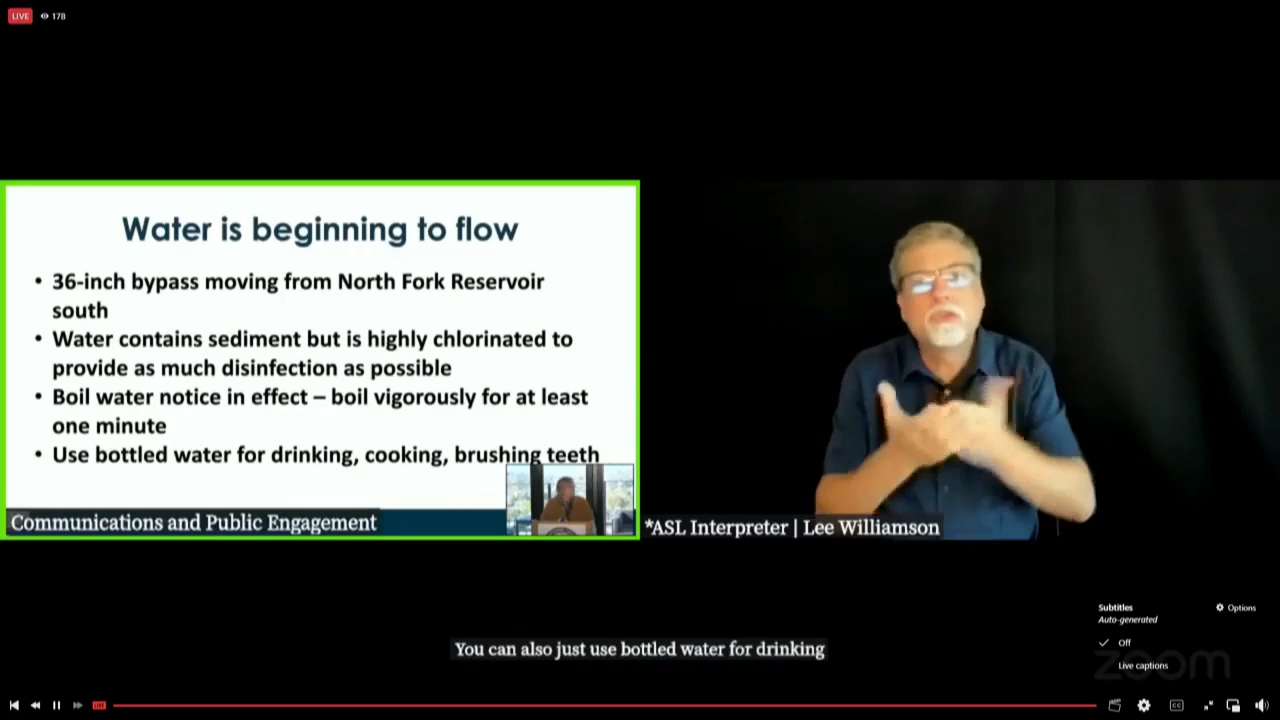 LIVE 178
Water is beginning to flow
• 36-inch bypass moving from North Fork Reservoir
south
• Water contains sediment but is highly chlorinated to
provide as much disinfection as possible
• Boil water notice in effect – boil vigorously for at least
one minute
• Use bottled water for drinking, cooking, brushing teeth
Communications and Public Engagement
*ASL Interpreter | Lee Williamson
Subtitles
Options
Auto-generated
Off
Live captions
zoom
You can also just use bottled water for drinking
LIVE
CC